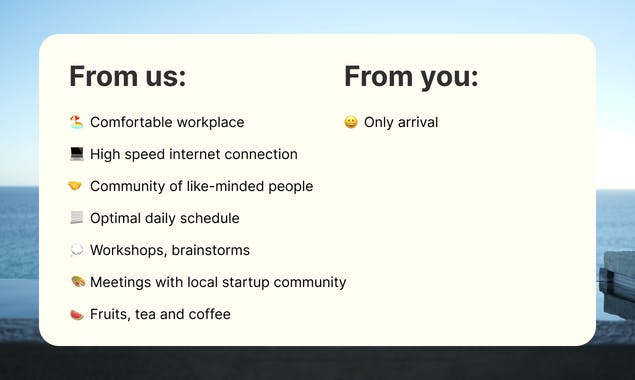 From us:
🏖️ Comfortable workplace
💻 High speed internet connection
🤝 Community of like-minded people
📃 Optimal daily schedule
💭 Workshops, brainstorms
🎨 Meetings with local startup community
🍉 Fruits, tea and coffee
From you:
😀 Only arrival